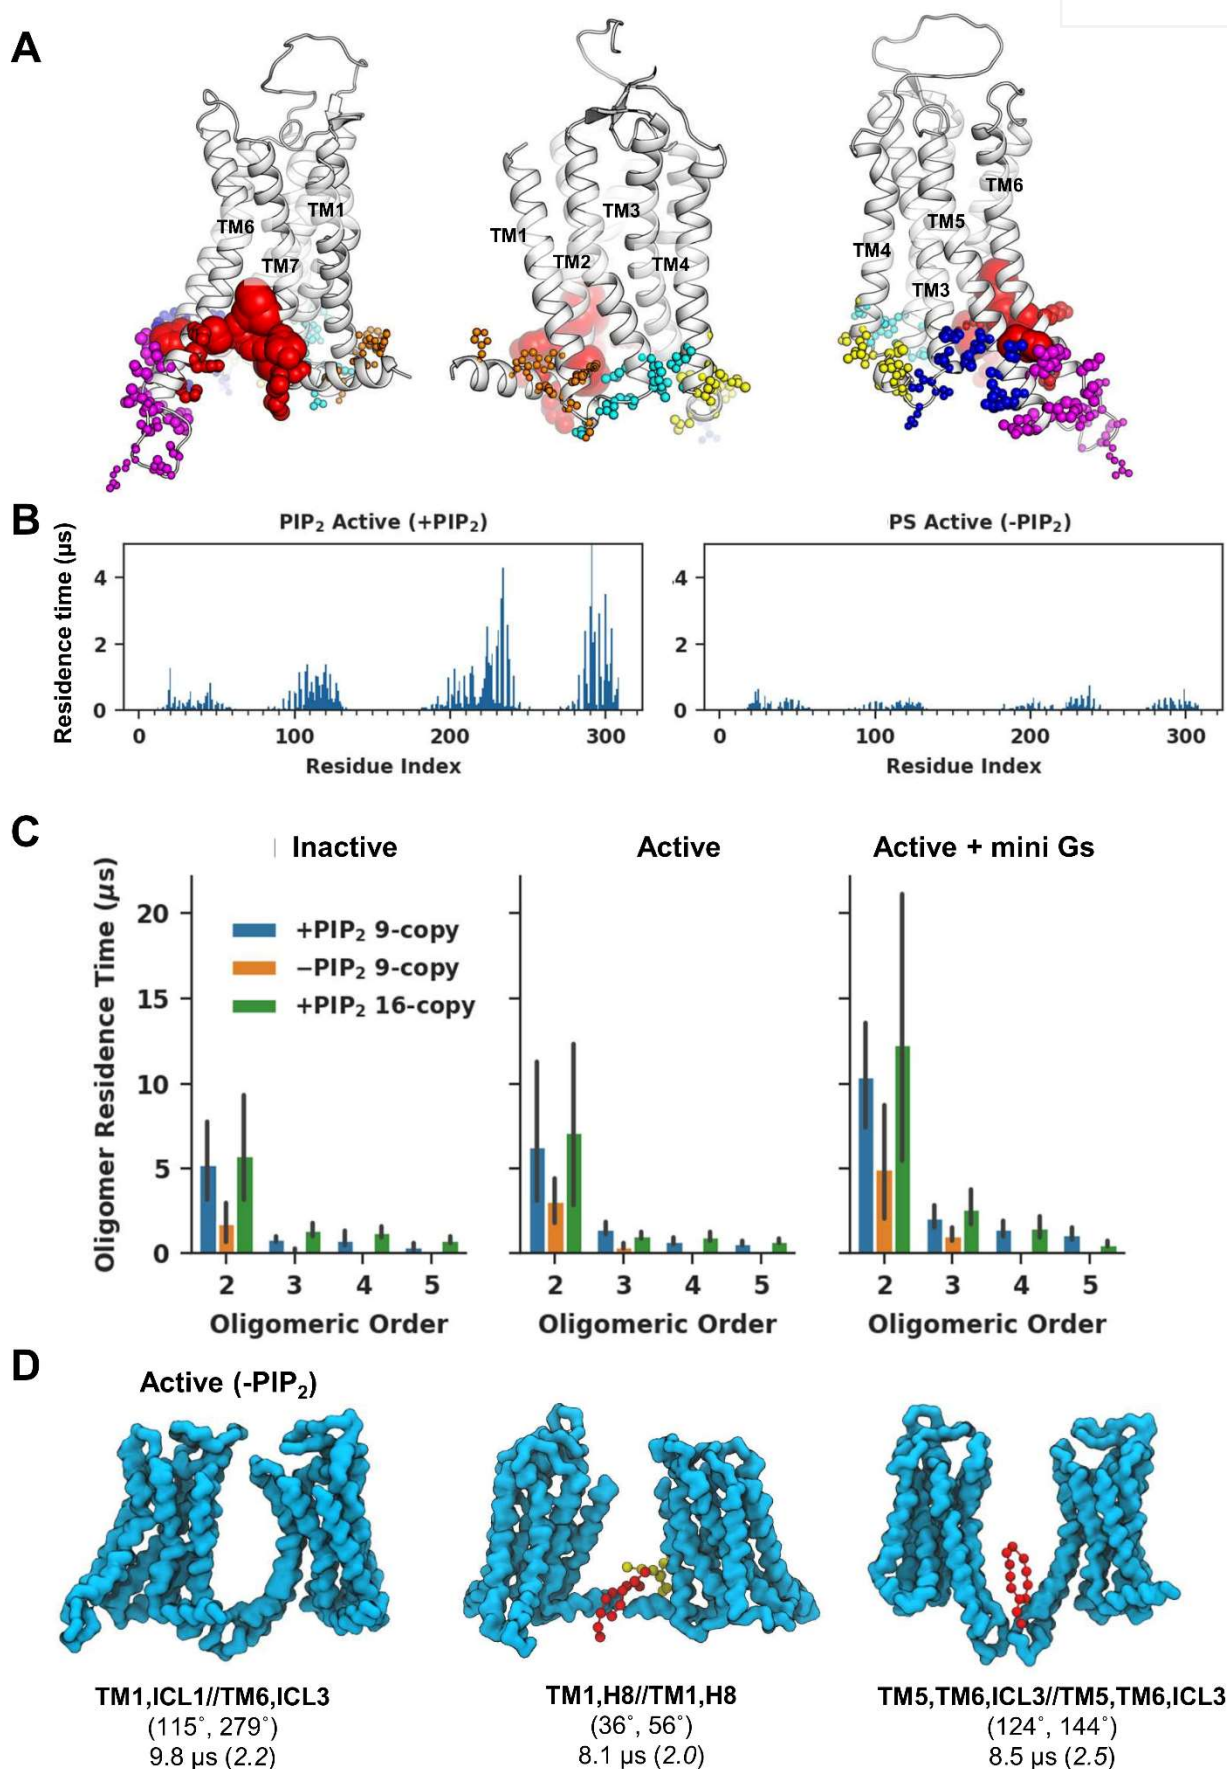 A
TM6
TM1
TM7
TM1
TM2
TM3
TM4
TM4
TM5
TM3
TM6
B
PIP₂ Active (+PIP₂)
PS Active (-PIP₂)
Residence time (μs)
4
2
0
0 100 200 300
Residue Index
.4
2
0
0 100 200 300
Residue Index
C
Inactive
Active
Active + mini Gs
Oligomer Residence Time (μs)
20
15
10
5
0
+PIP₂ 9-copy
−PIP₂ 9-copy
+PIP₂ 16-copy
2 3 4 5
Oligomeric Order
2 3 4 5
Oligomeric Order
2 3 4 5
Oligomeric Order
D
Active (-PIP₂)
TM1,ICL1//TM6,ICL3
(115˚, 279˚)
9.8 μs (2.2)
TM1,H8//TM1,H8
(36˚, 56˚)
8.1 μs (2.0)
TM5,TM6,ICL3//TM5,TM6,ICL3
(124˚, 144˚)
8.5 μs (2.5)